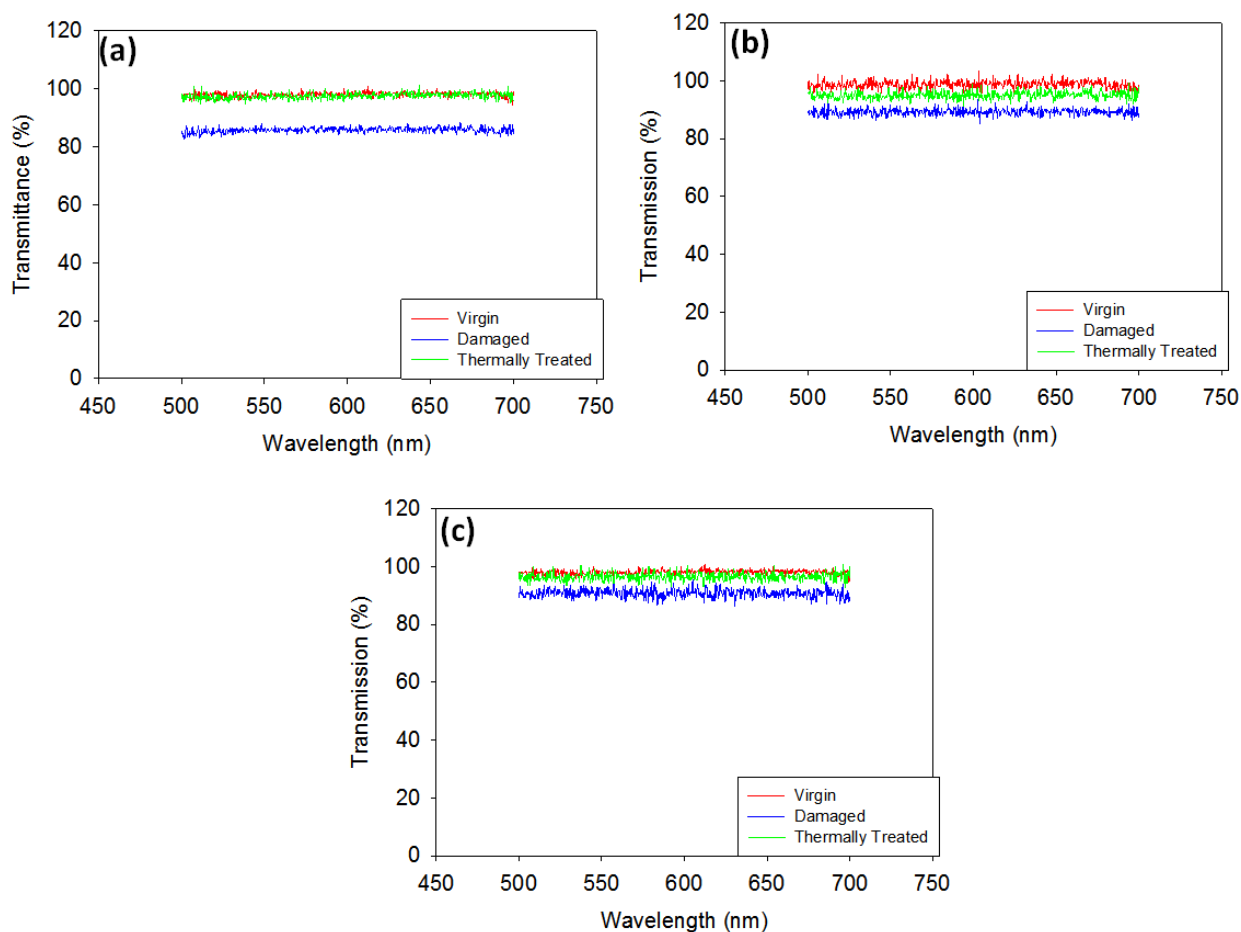 (a)
Transmittance (%)
120
100
80
60
40
20
0
450 500 550 600 650 700 750
Wavelength (nm)
Virgin
Damaged
Thermally Treated
(b)
Transmission (%)
120
100
80
60
40
20
0
450 500 550 600 650 700 750
Wavelength (nm)
Virgin
Damaged
Thermally Treated
(c)
Transmission (%)
120
100
80
60
40
20
0
450 500 550 600 650 700 750
Wavelength (nm)
Virgin
Damaged
Thermally Treated